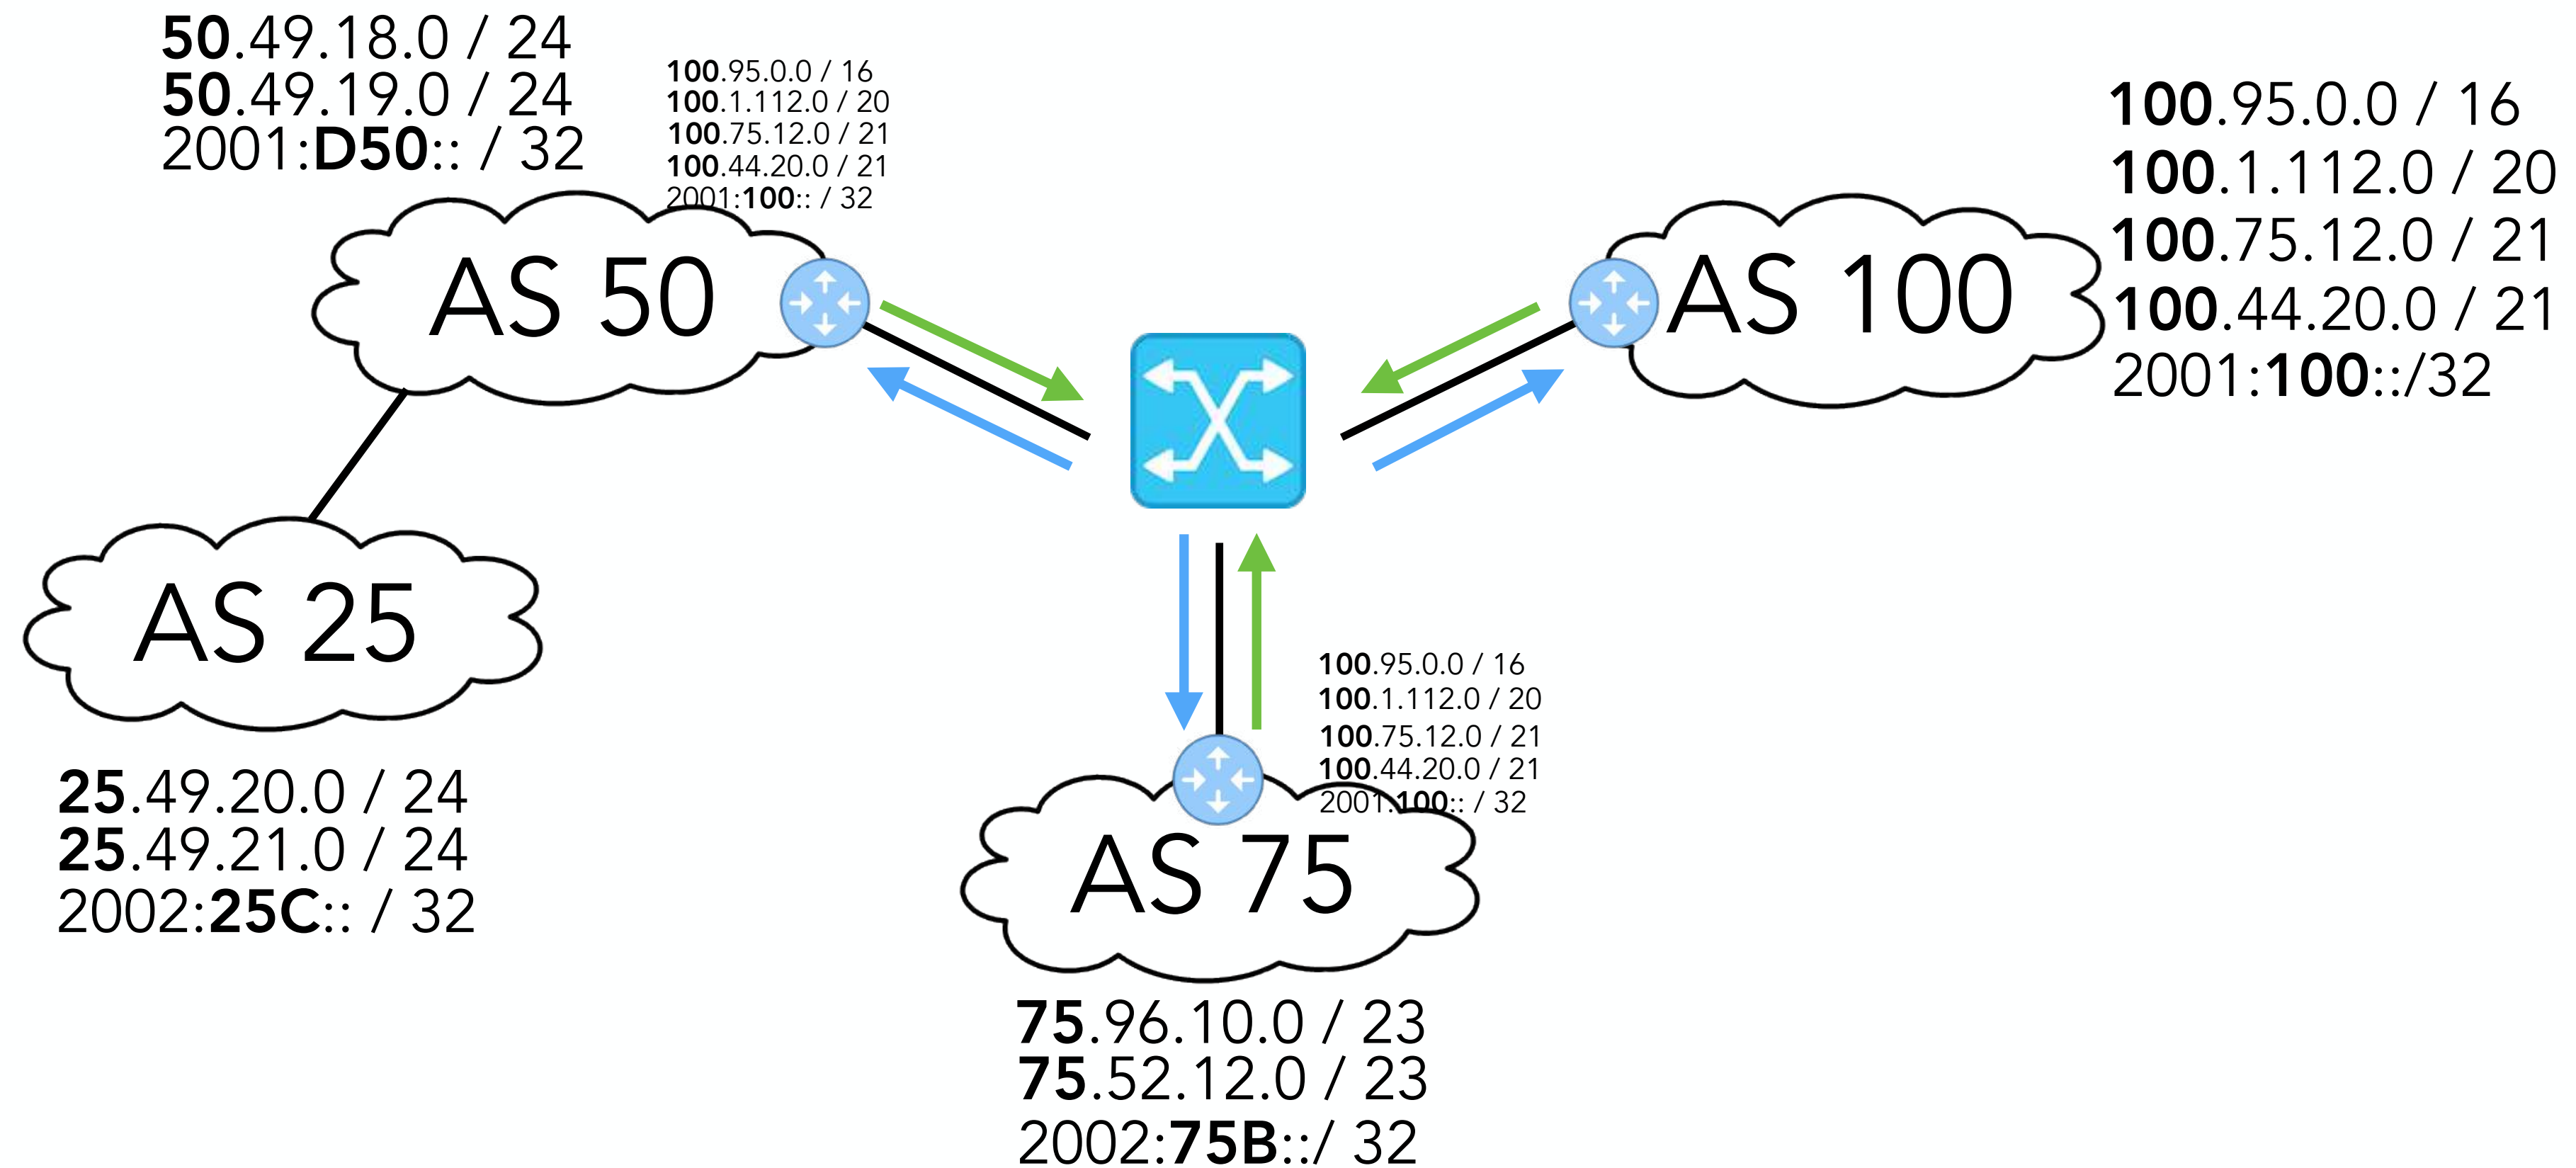 50.49.18.0 / 24
50.49.19.0 / 24
2001:D50:: / 32
100.95.0.0 / 16
100.1.112.0 / 20
100.75.12.0 / 21
100.44.20.0 / 21
2001:100:: / 32
100.95.0.0 / 16
100.1.112.0 / 20
100.75.12.0 / 21
100.44.20.0 / 21
2001:100::/32
AS 50
AS 100
AS 25
25.49.20.0 / 24
25.49.21.0 / 24
2002:25C:: / 32
100.95.0.0 / 16
100.1.112.0 / 20
100.75.12.0 / 21
100.44.20.0 / 21
2001:100:: / 32
AS 75
75.96.10.0 / 23
75.52.12.0 / 23
2002:75B::/ 32